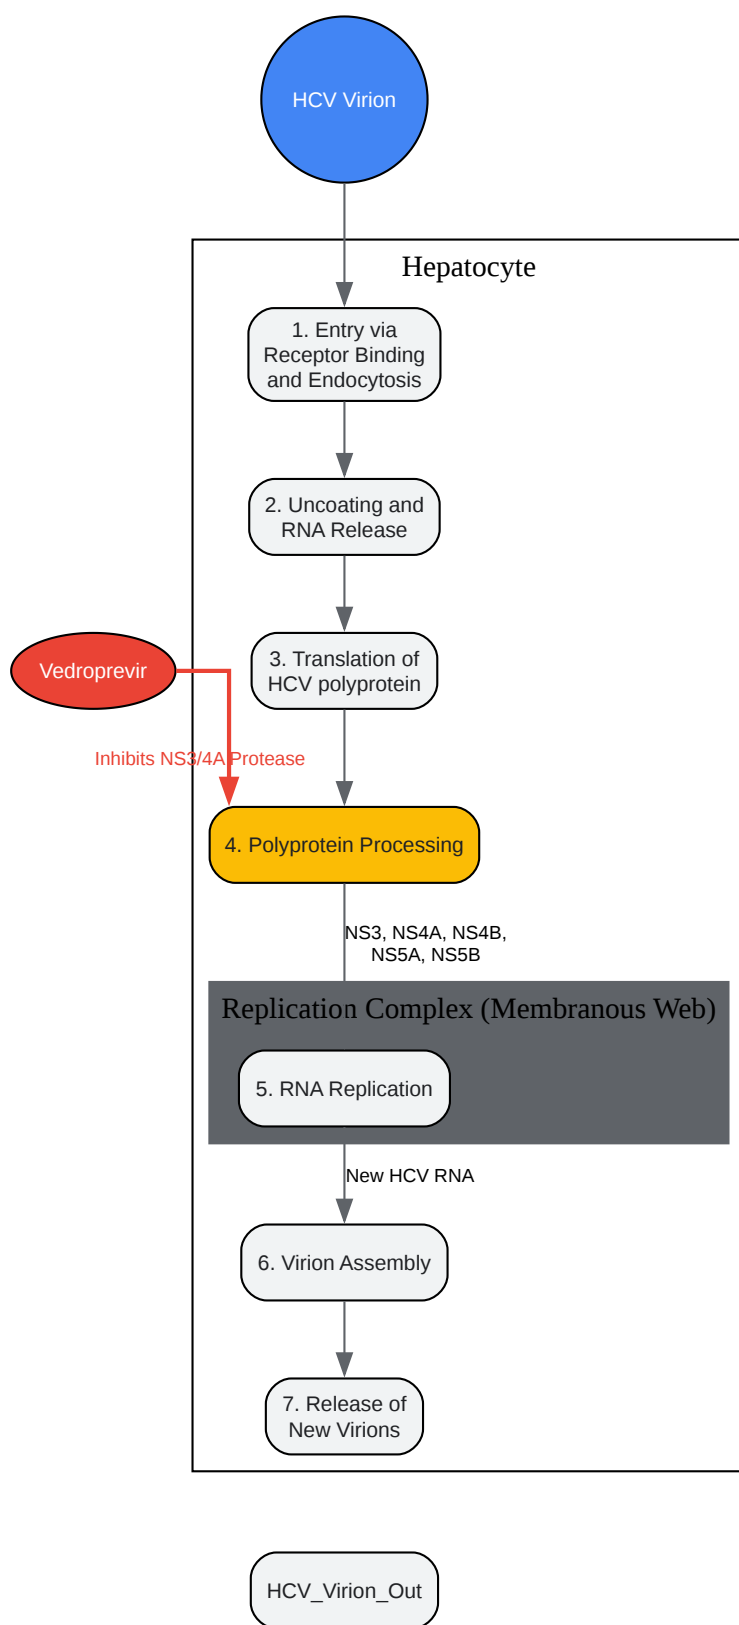 HCV Virion
Hepatocyte
1. Entry via
Receptor Binding
and Endocytosis
2. Uncoating and
RNA Release
3. Translation of
HCV polyprotein
Vedroprevir
Inhibits NS3/4A Protease
4. Polyprotein Processing
NS3, NS4A, NS4B,
NS5A, NS5B
Replication Complex (Membranous Web)
5. RNA Replication
New HCV RNA
6. Virion Assembly
7. Release of
New Virions
HCV_Virion_Out